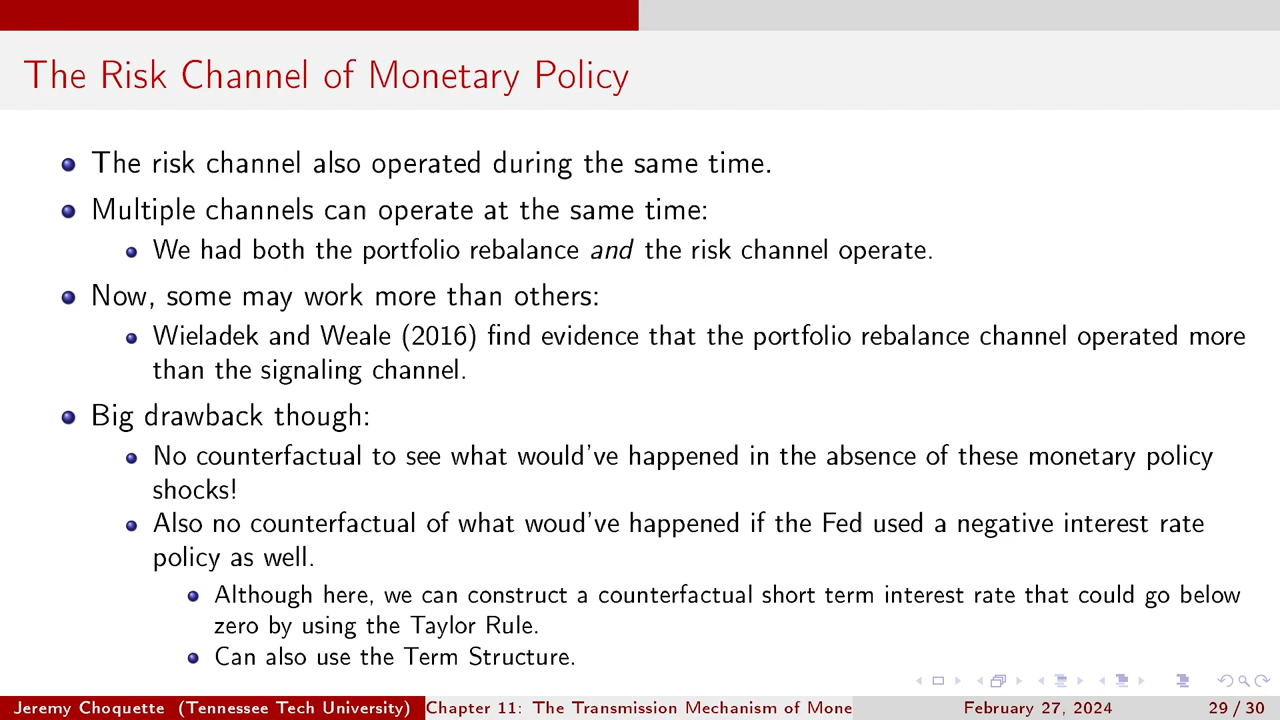 The Risk Channel of Monetary Policy
The risk channel also operated during the same time.
Multiple channels can operate at the same time:
We had both the portfolio rebalance and the risk channel operate.
Now, some may work more than others:
Wieladek and Weale (2016) find evidence that the portfolio rebalance channel operated more
than the signaling channel.
Big drawback though:
No counterfactual to see what would've happened in the absence of these monetary policy
shocks!
Also no counterfactual of what woud've happened if the Fed used a negative interest rate
policy as well.
Although here, we can construct a counterfactual short term interest rate that could go below
zero by using the Taylor Rule.
Can also use the Term Structure.
Jeremy Choquette (Tennessee Tech University) Chapter 11: The Transmission Mechanism of Mone February 27, 2024 29 / 30